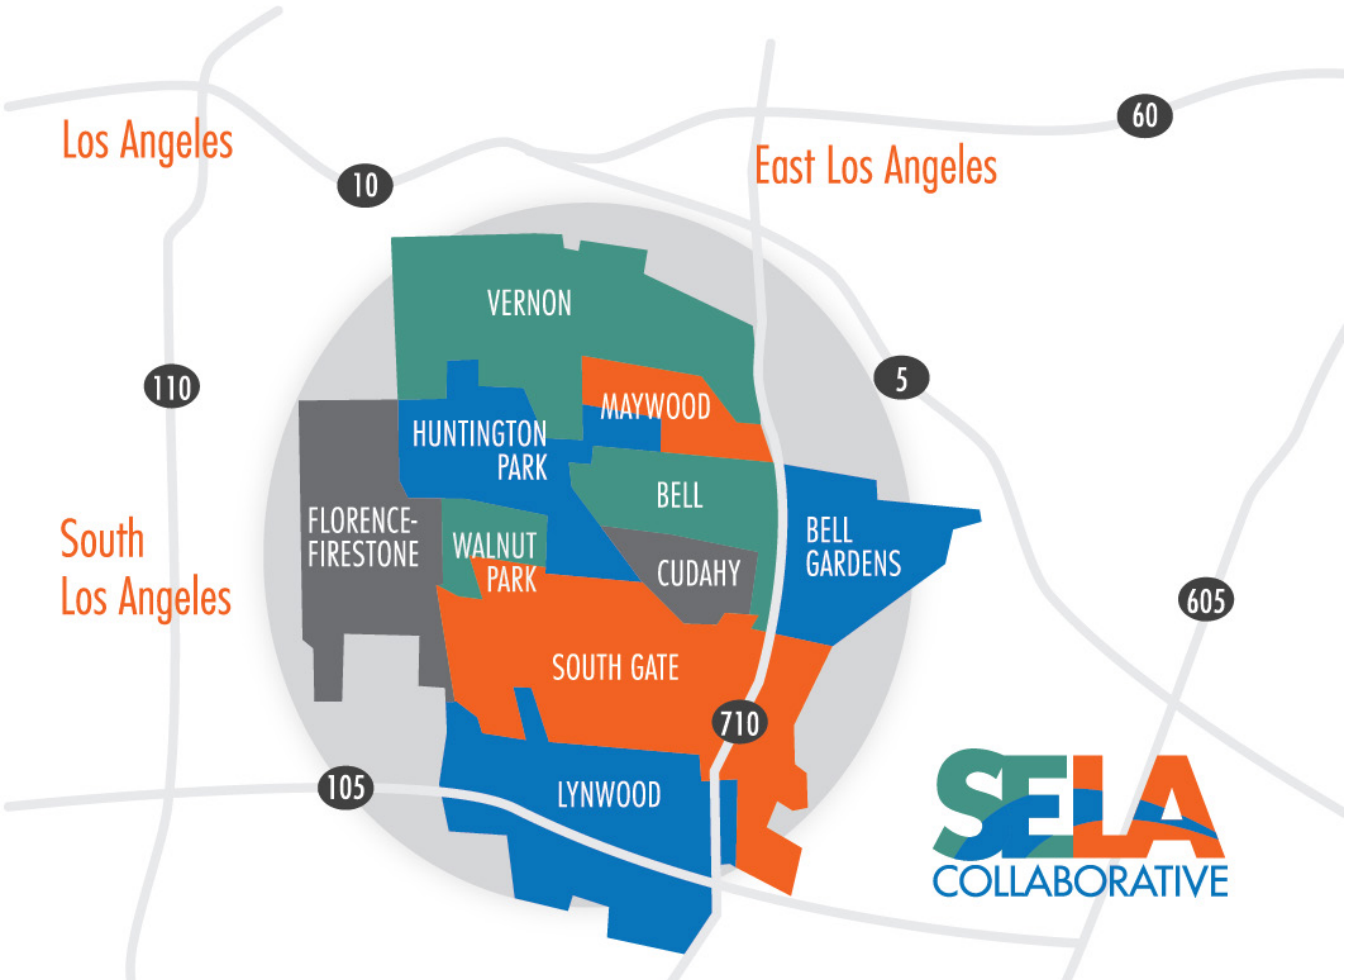 60
Los Angeles
East Los Angeles
10
VERNON
110
5
MAYWOOD
HUNTINGTON
PARK
BELL
FLORENCE-
FIRESTONE
WALNUT
PARK
BELL
GARDENS
CUDAHY
South
Los Angeles
605
SOUTH GATE
710
105
LYNWOOD
SELA
COLLABORATIVE